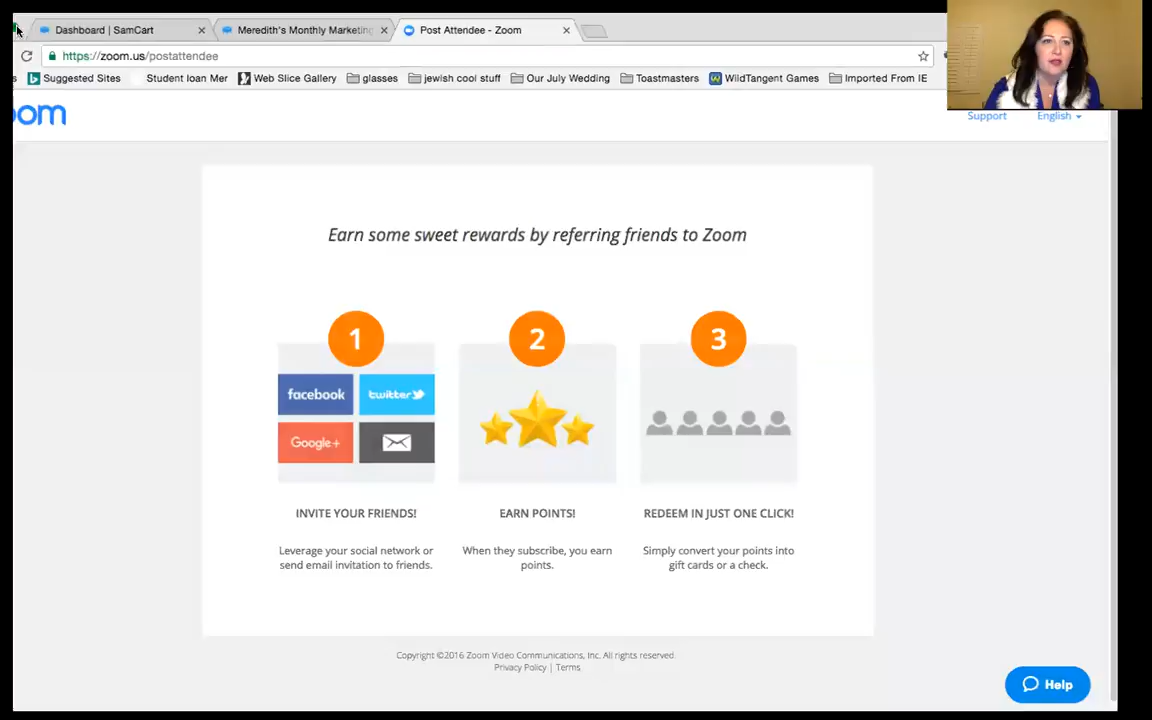 Dashboard | SamCart
Meredith's Monthly Marketing
Post Attendee - Zoom
https://zoom.us/postattendee
Suggested Sites
Student loan Mer
Web Slice Gallery
glasses
jewish cool stuff
Our July Wedding
Toastmasters
WildTangent Games
Imported From IE
oom
Support
English
Earn some sweet rewards by referring friends to Zoom
1
2
3
facebook
twitter
Google+
INVITE YOUR FRIENDS!
EARN POINTS!
REDEEM IN JUST ONE CLICK!
Leverage your social network or
send email invitation to friends.
When they subscribe, you earn
points.
Simply convert your points into
gift cards or a check.
Copyright ©2016 Zoom Video Communications, Inc. All rights reserved
Privacy Policy | Terms
Help